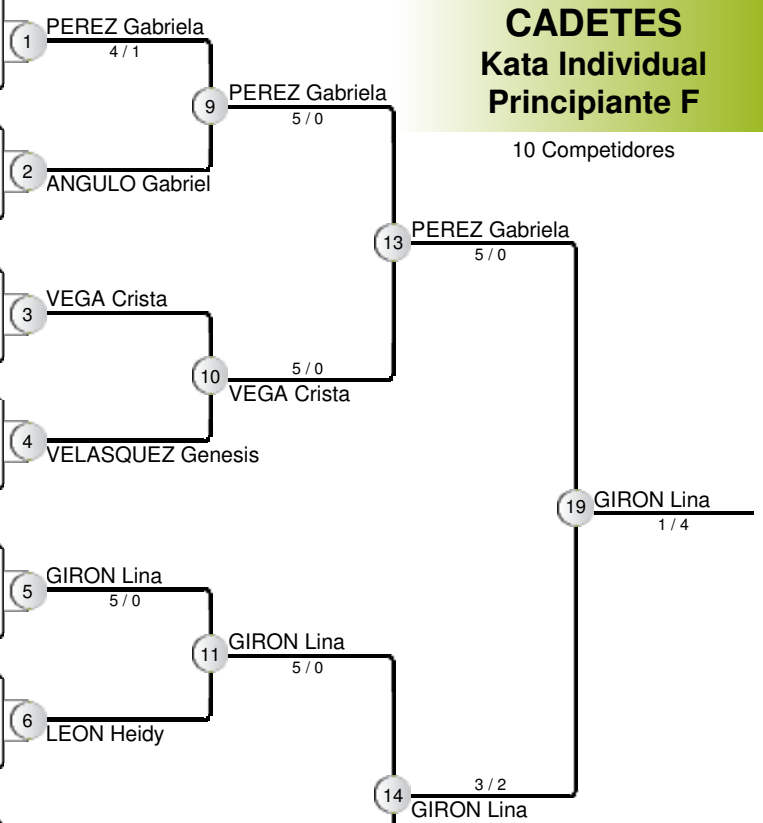 CADETES
Kata Individual
Principiante F
10 Competidores
1
PEREZ Gabriela
4 / 1
9
PEREZ Gabriela
5 / 0
2
ANGULO Gabriel
13
PEREZ Gabriela
5 / 0
3
VEGA Crista
10
5 / 0
VEGA Crista
4
VELASQUEZ Genesis
19
GIRON Lina
1 / 4
5
GIRON Lina
5 / 0
11
GIRON Lina
5 / 0
6
LEON Heidy
14
3 / 2
GIRON Lina